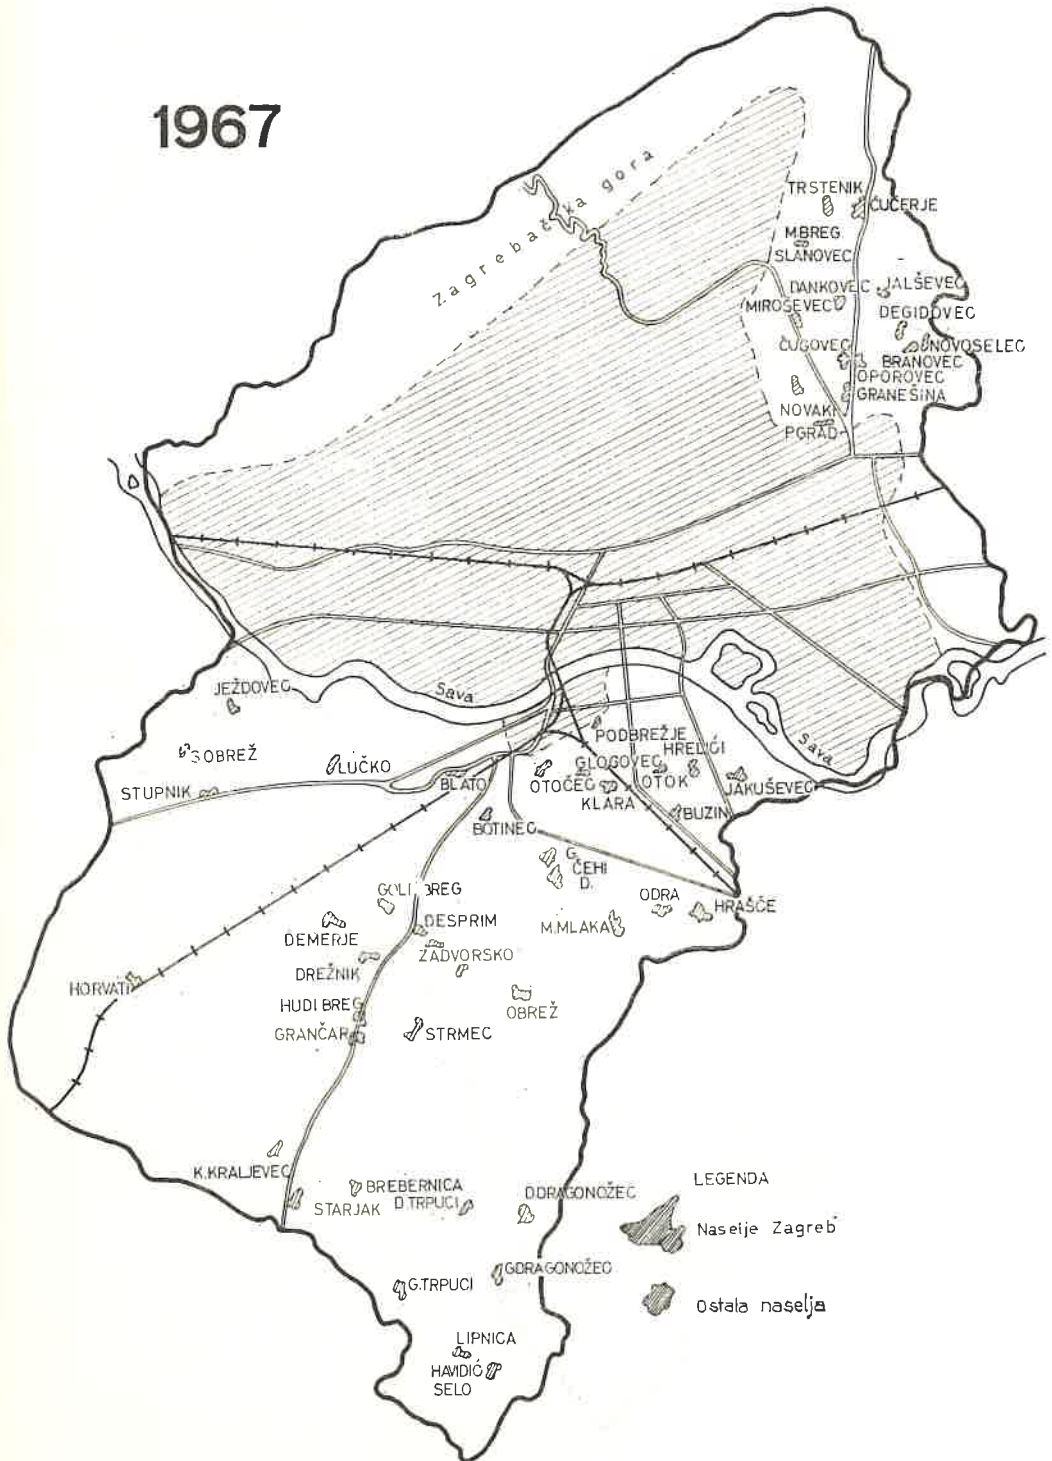 1967
Zagrebačka gora
TRSTENIK
ČUČERJE
M.BREG
SLANOVEC
DANKOVEC
JALŠEVEC
MIROŠEVEC
DEGIDOVEC
ČUGOVEC
NOVOSELEC
BRANOVEC
OPOROVEC
GRANEŠINA
NOVAKI
P.GRAD
JEŽDOVEC
Sava
Sava
SOBREŽ
LUČKO
STUPNIK
BLATO
PODBREŽJE
HRELIĆI
GLOGOVEC
OTOČEC
OTOK
KLARA
JAKUŠEVEC
BUZIN
BOTINEC
G.
ČEHI
D.
GOLI BREG
ODRA
HRAŠĆE
DESPRIM
M.MLAKA
DEMERJE
ZADVORSKO
DREŽNIK
HORVATI
HUDI BREG
OBREŽ
GRANČAR
STRMEC
K.KRALJEVEC
BREBERNICA
STARJAK
D.TRPUCI
D.DRAGONOŽEC
G.DRAGONOŽEC
G.TRPUCI
LIPNICA
HAVIDIĆ
SELO
LEGENDA
Naselje Zagreb
Ostala naselja